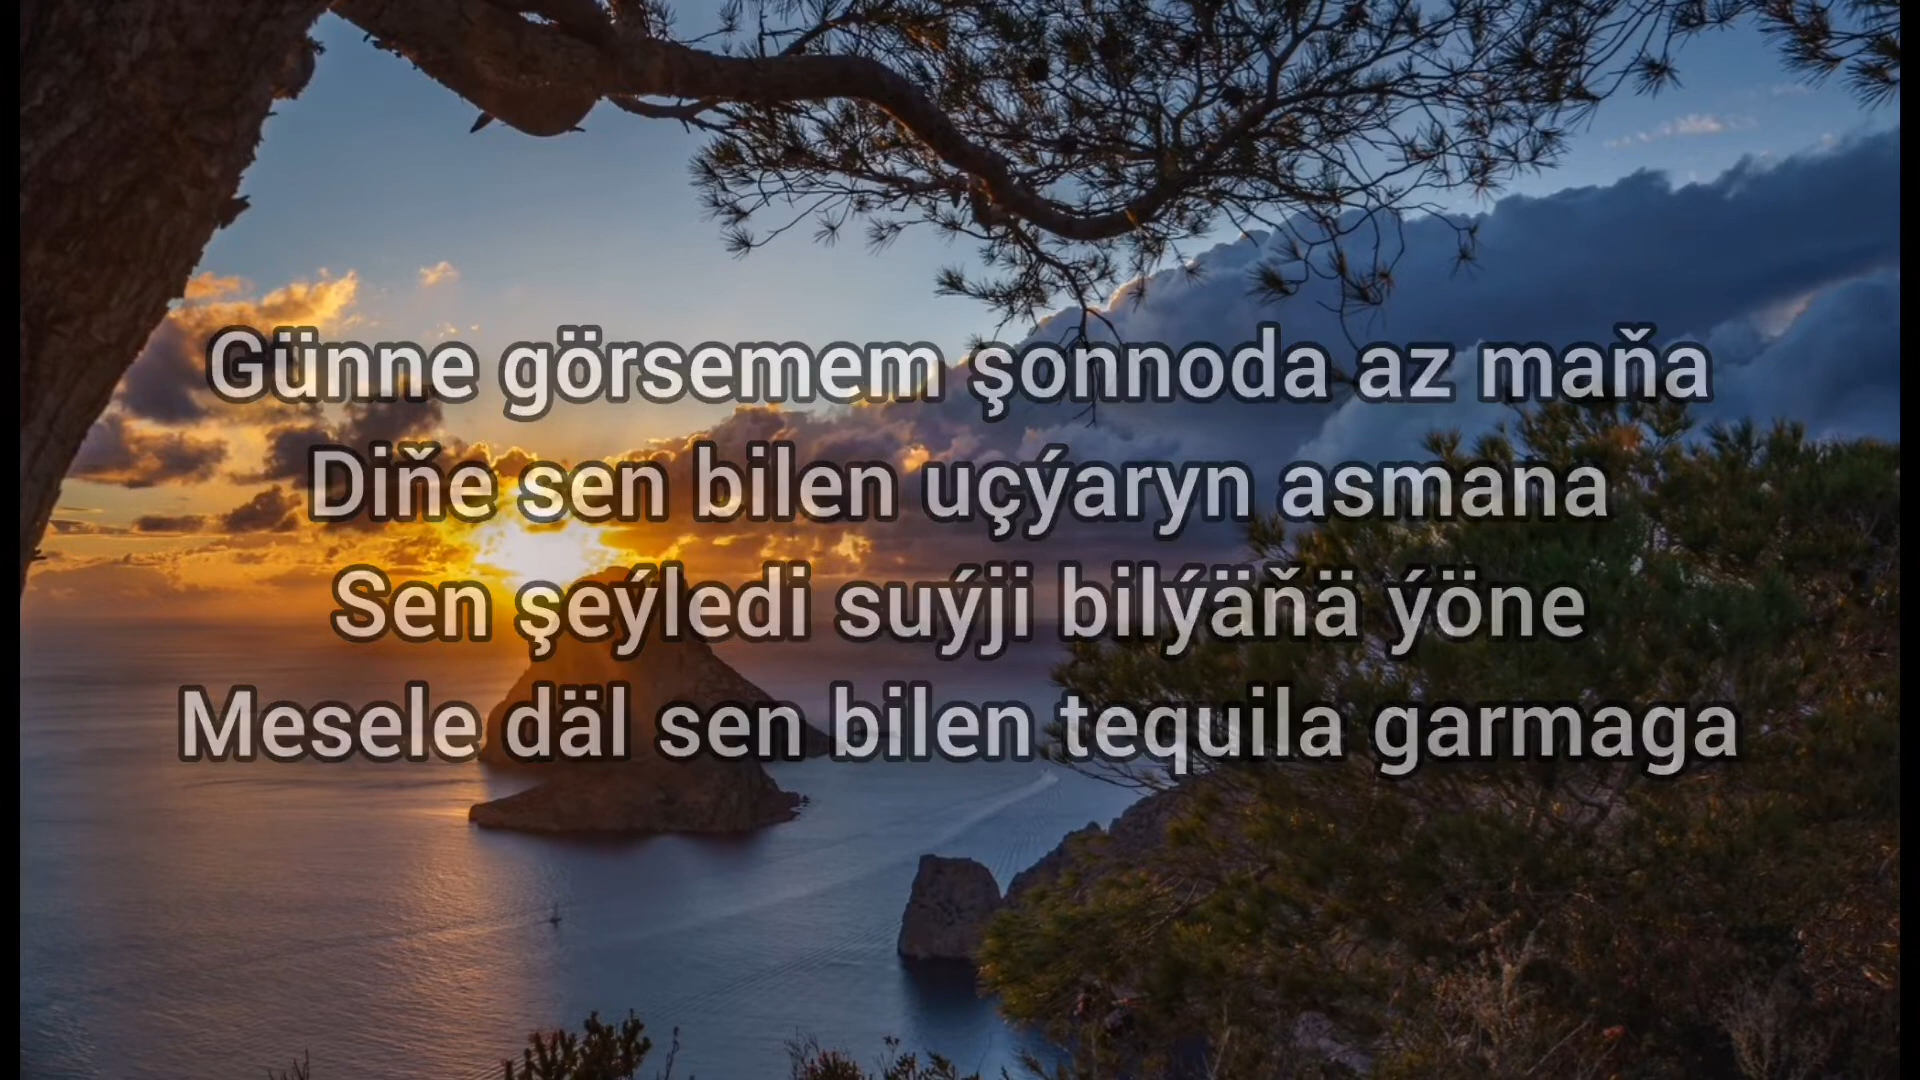 Günne görsemem şonnoda az maňa
Diňe sen bilen uçýaryn asmana
Sen şeýledi suýji bilýäňä ýöne
Mesele däl sen bilen tequila garmaga